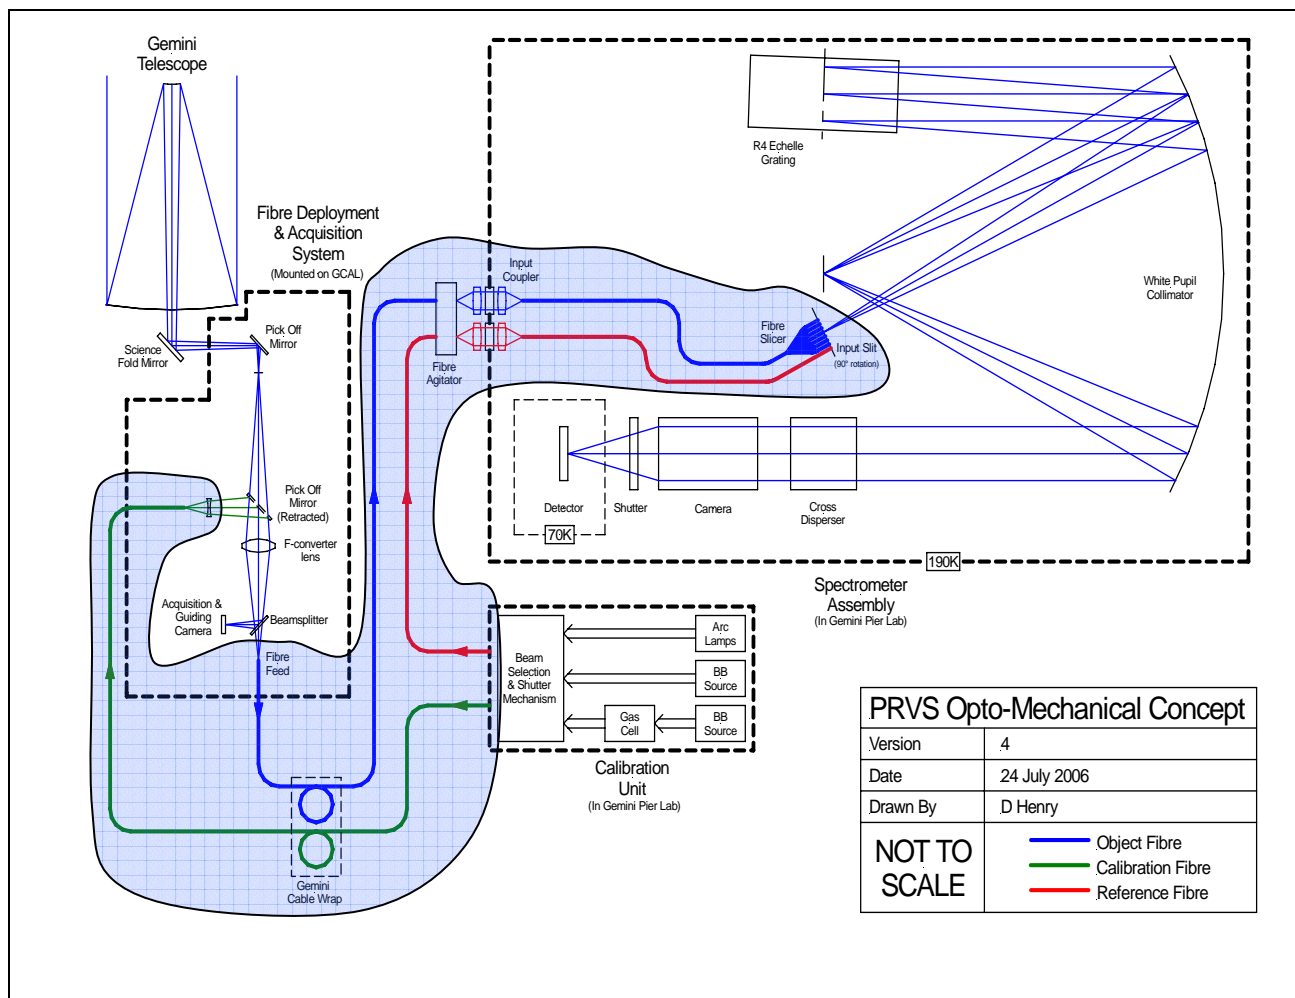 Gemini
Telescope
Fibre Deployment
& Acquisition
System
(Mounted on GCAL)
Pick Off
Mirror
Science
Fold Mirror
Pick Off
Mirror
(Retracted)
F-converter
lens
Acquisition &
Guiding
Camera
Beamsplitter
Fibre
Feed
Gemini
Cable Wrap
Input
Coupler
Fibre
Agitator
Fibre
Slicer
Input Slit
(90° rotation)
R4 Echelle
Grating
White Pupil
Collimator
Detector
70K
Shutter
Camera
Cross
Disperser
190K
Spectrometer
Assembly
(In Gemini Pier Lab)
Beam
Selection
& Shutter
Mechanism
Arc
Lamps
BB
Source
Gas
Cell
BB
Source
Calibration
Unit
(In Gemini Pier Lab)
PRVS Opto-Mechanical Concept
Version 4
Date 24 July 2006
Drawn By D Henry
NOT TO
SCALE
Object Fibre
Calibration Fibre
Reference Fibre